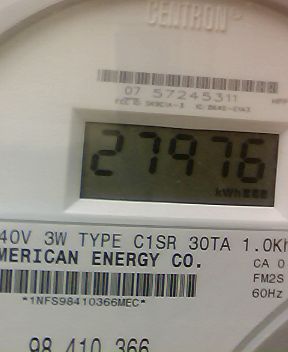 CENTRON®
07 57245311
27976
kWh
40V 3W TYPE C1SR 30TA 1.0Kh
MERICAN ENERGY CO.
CA 0
FM2S
60Hz
*1NFS98410366MEC*
98 410 366